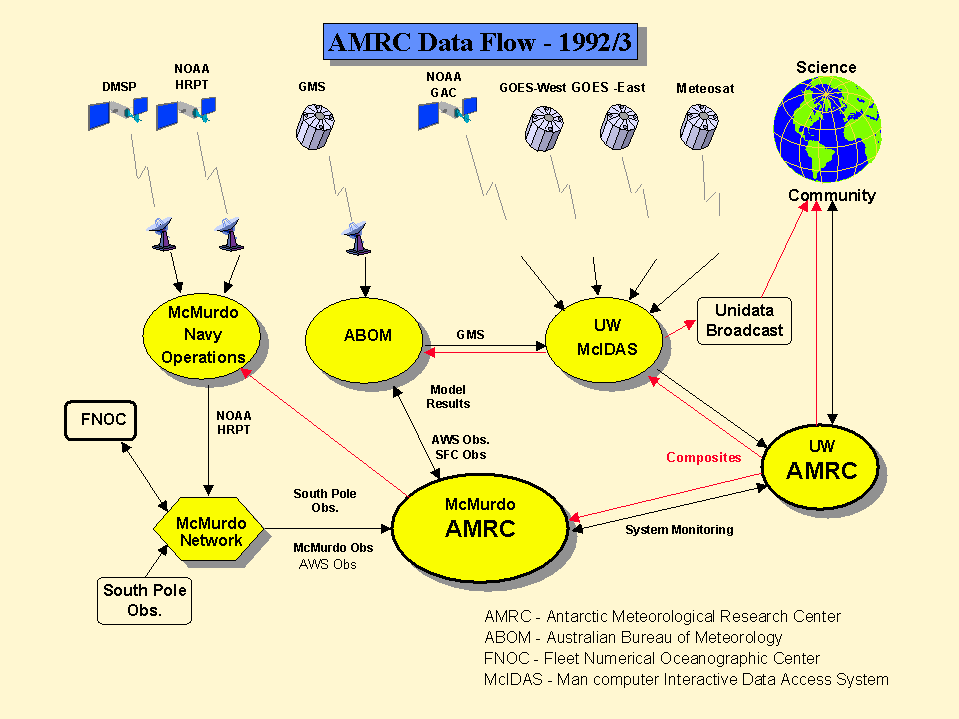 AMRC Data Flow - 1992/3
DMSP
NOAA
HRPT
GMS
NOAA
GAC
GOES-West
GOES -East
Meteosat
Science
Community
McMurdo
Navy
Operations
ABOM
GMS
UW
McIDAS
Unidata
Broadcast
FNOC
NOAA
HRPT
Model
Results
AWS Obs.
SFC Obs
Composites
UW
AMRC
South Pole
Obs.
McMurdo
AMRC
McMurdo
Network
McMurdo Obs
AWS Obs
System Monitoring
South Pole
Obs.
AMRC - Antarctic Meteorological Research Center
ABOM - Australian Bureau of Meteorology
FNOC - Fleet Numerical Oceanographic Center
McIDAS - Man computer Interactive Data Access System